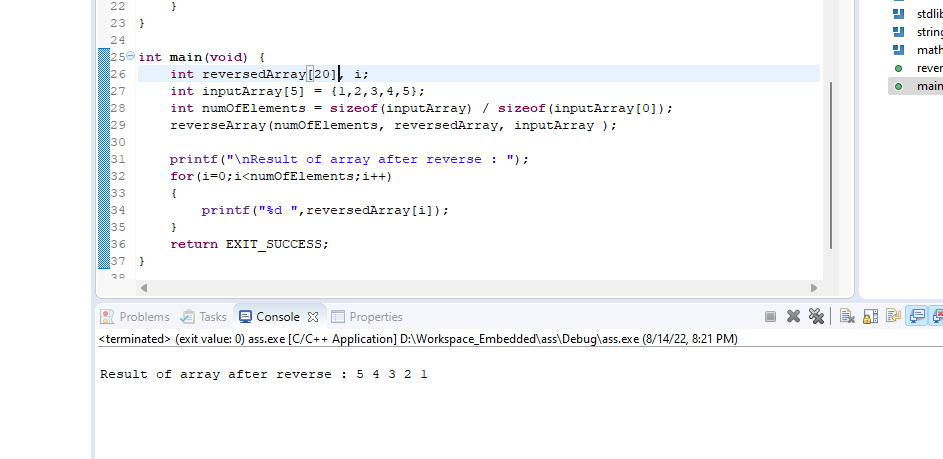 22 }
23 }
24
25 int main(void) {
26 int reversedArray[20], i;
27 int inputArray[5] = {1,2,3,4,5};
28 int numOfElements = sizeof(inputArray) / sizeof(inputArray[0]);
29 reverseArray(numOfElements, reversedArray, inputArray );
30
31 printf("\nResult of array after reverse : ");
32 for(i=0;i<numOfElements;i++)
33 {
34 printf("%d ",reversedArray[i]);
35 }
36 return EXIT_SUCCESS;
37 }
38
stdlib
string
math
rever
main
Problems Tasks Console Properties
<terminated> (exit value: 0) ass.exe [C/C++ Application] D:\Workspace_Embedded\ass\Debug\ass.exe (8/14/22, 8:21 PM)
Result of array after reverse : 5 4 3 2 1